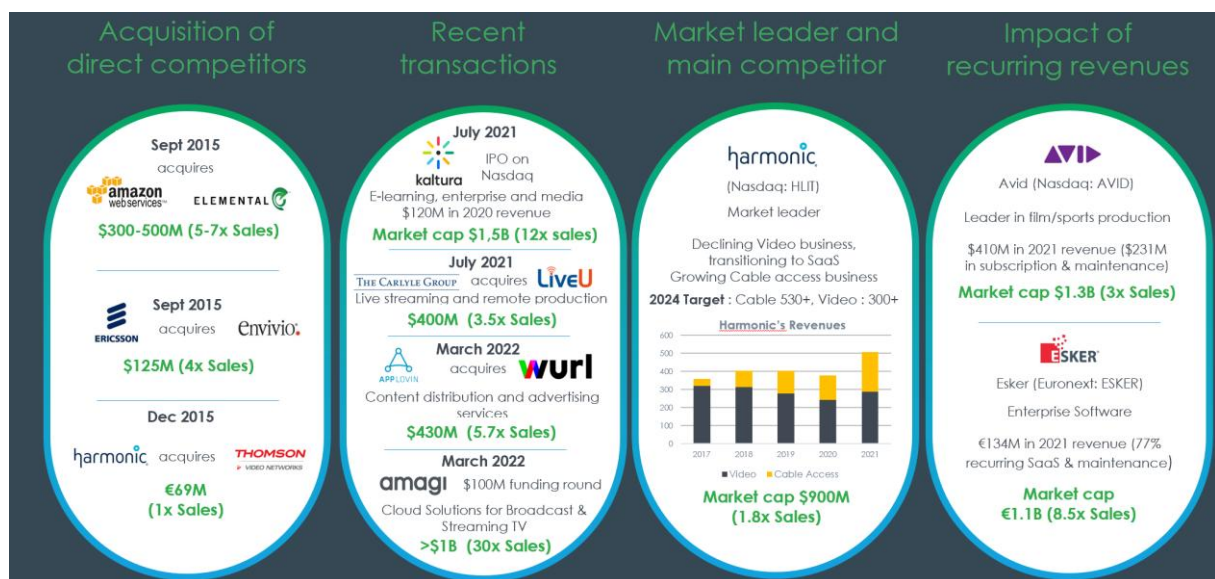 Acquisition of
direct competitors
Sept 2015
acquires
amazon
webservices™
ELEMENTAL
$300-500M (5-7x Sales)
Sept 2015
ERICSSON
acquires
envivio.
$125M (4x Sales)
Dec 2015
harmonic
acquires
THOMSON
VIDEO NETWORKS
€69M
(1x Sales)
Recent
transactions
July 2021
kaltura
IPO on
Nasdaq
E-learning, enterprise and media
$120M in 2020 revenue
Market cap $1,5B (12x sales)
July 2021
THE CARLYLE GROUP
acquires
LIVEU
Live streaming and remote production
$400M (3.5x Sales)
March 2022
APPLOVIN
acquires
wurl
Content distribution and advertising
services
$430M (5.7x Sales)
March 2022
amagi
$100M funding round
Cloud Solutions for Broadcast &
Streaming TV
>$1B (30x Sales)
Market leader and
main competitor
harmonic
(Nasdaq: HLIT)
Market leader
Declining Video business,
transitioning to SaaS
Growing Cable access business
2024 Target : Cable 530+, Video : 300+
Harmonic's Revenues
600
500
400
300
200
100
0
2017 2018 2019 2020 2021
Video Cable Access
Market cap $900M
(1.8x Sales)
Impact of
recurring revenues
AVID
Avid (Nasdaq: AVID)
Leader in film/sports production
$410M in 2021 revenue ($231M
in subscription & maintenance)
Market cap $1.3B (3x Sales)
ESKER
Esker (Euronext: ESKER)
Enterprise Software
€134M in 2021 revenue (77%
recurring SaaS & maintenance)
Market cap
€1.1B (8.5x Sales)